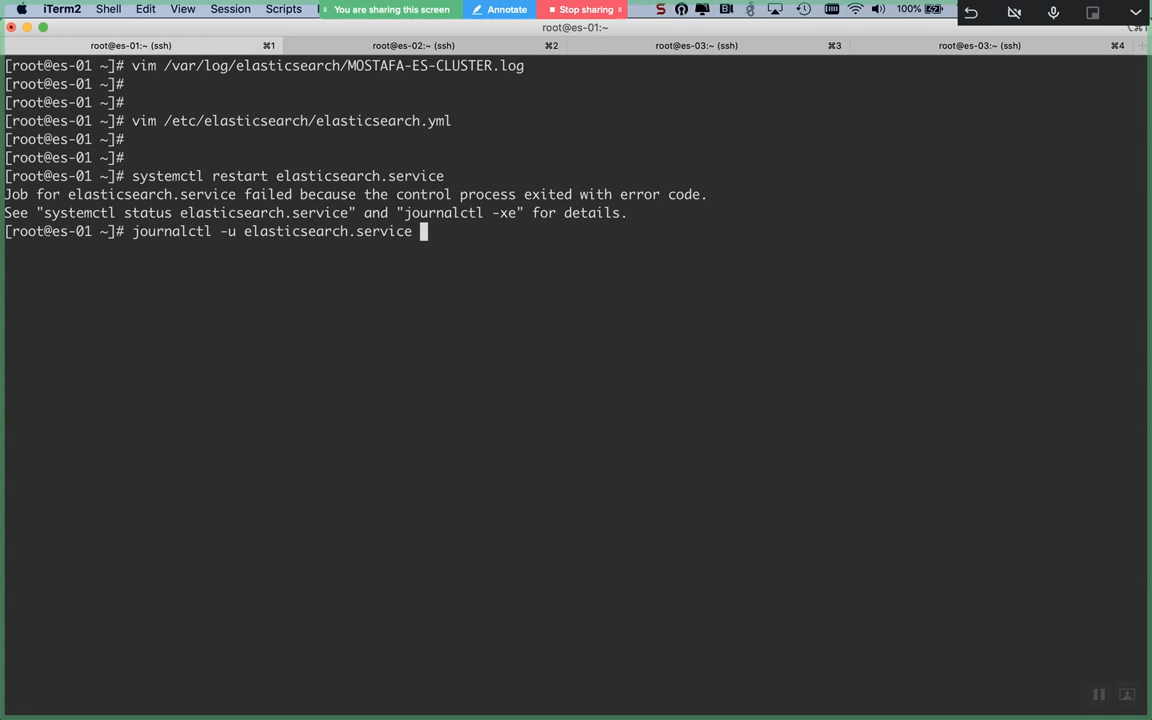 iTerm2 Shell Edit View Session Scripts You are sharing this screen Annotate Stop sharing 100%
root@es-01:~
root@es-01:~ (ssh) ⌘1 root@es-02:~ (ssh) ⌘2 root@es-03:~ (ssh) ⌘3 root@es-03:~ (ssh) ⌘4
[root@es-01 ~]# vim /var/log/elasticsearch/MOSTAFA-ES-CLUSTER.log
[root@es-01 ~]#
[root@es-01 ~]#
[root@es-01 ~]# vim /etc/elasticsearch/elasticsearch.yml
[root@es-01 ~]#
[root@es-01 ~]#
[root@es-01 ~]# systemctl restart elasticsearch.service
Job for elasticsearch.service failed because the control process exited with error code.
See "systemctl status elasticsearch.service" and "journalctl -xe" for details.
[root@es-01 ~]# journalctl -u elasticsearch.service